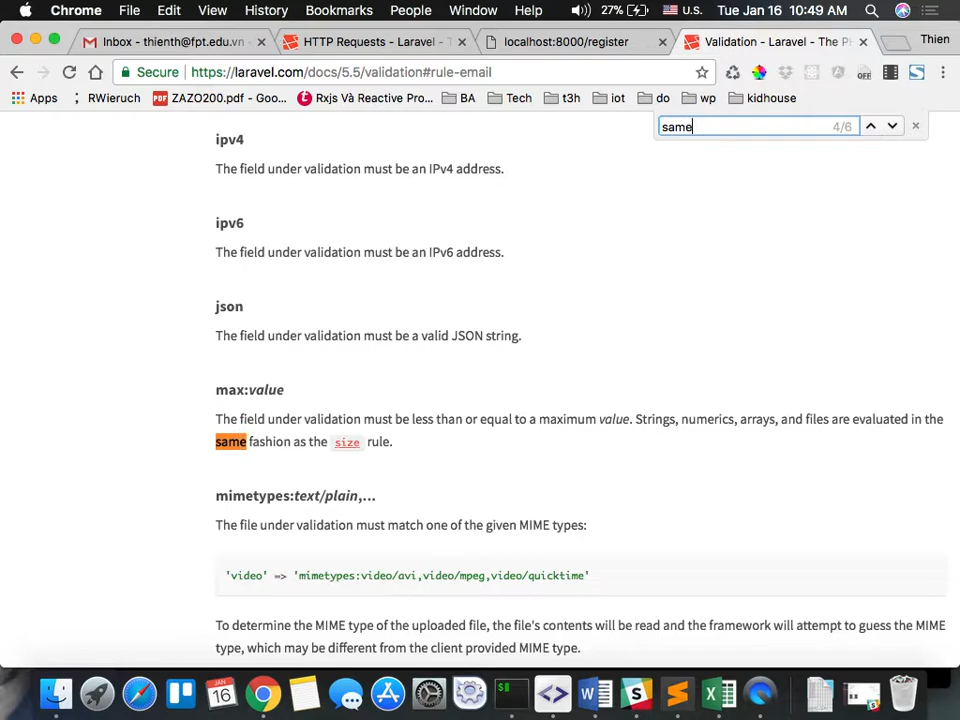 Chrome File Edit View History Bookmarks People Window Help 27% U.S. Tue Jan 16 10:49 AM
Inbox - thienth@fpt.edu.vn - HTTP Requests - Laravel - T localhost:8000/register Validation - Laravel - The PH Thien
Secure https://laravel.com/docs/5.5/validation#rule-email OFF
Apps RWieruch PDF ZAZO200.pdf - Goo... Rxjs Và Reactive Pro... BA Tech t3h iot do wp kidhouse
same 4/6
ipv4
The field under validation must be an IPv4 address.
ipv6
The field under validation must be an IPv6 address.
json
The field under validation must be a valid JSON string.
max:value
The field under validation must be less than or equal to a maximum value. Strings, numerics, arrays, and files are evaluated in the
same fashion as the size rule.
mimetypes:text/plain,...
The file under validation must match one of the given MIME types:
'video' => 'mimetypes:video/avi,video/mpeg,video/quicktime'
To determine the MIME type of the uploaded file, the file's contents will be read and the framework will attempt to guess the MIME
type, which may be different from the client provided MIME type.